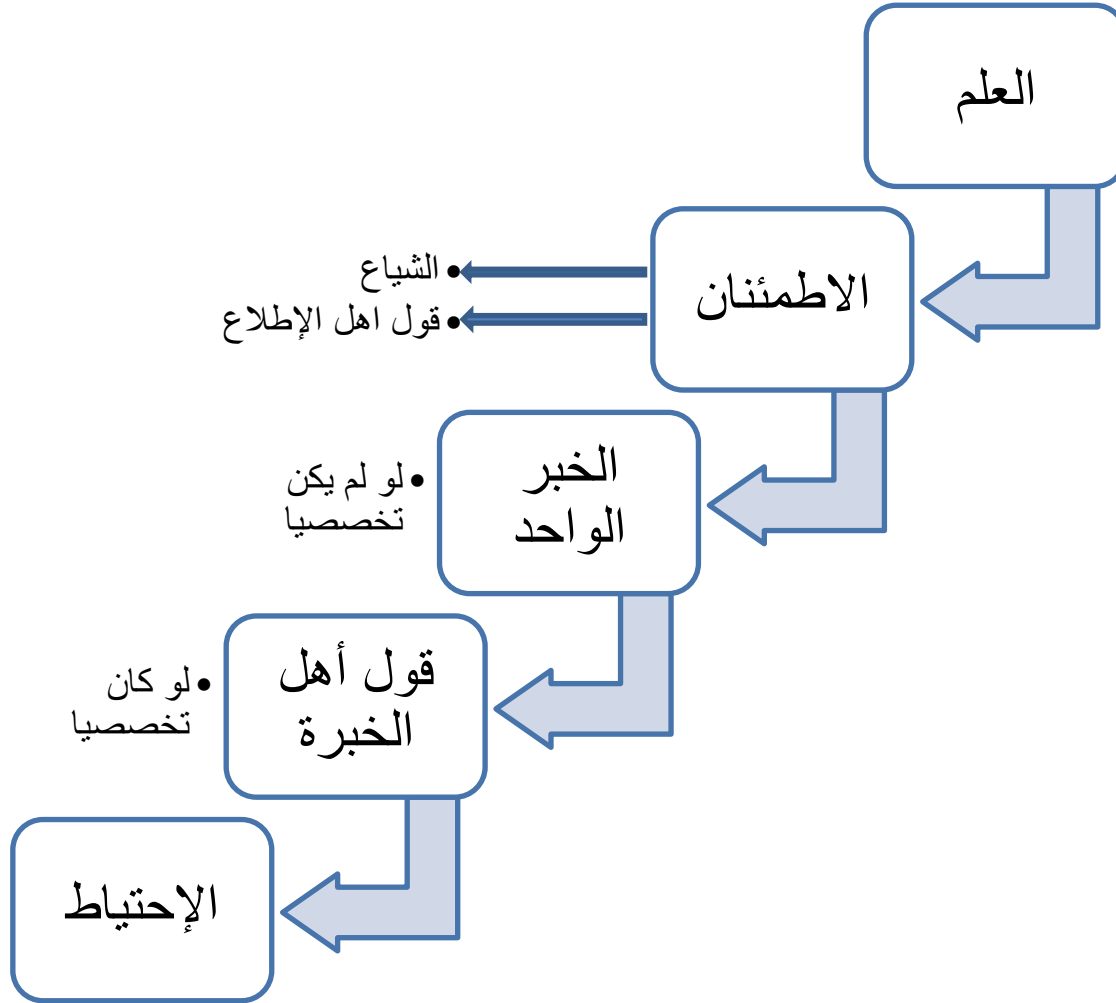 العلم
الاطمئنان
الشياع
قول اهل الإطلاع
الخبر
الواحد
لو لم يكن
تخصصيا
قول أهل
الخبرة
لو كان
تخصصيا
الإحتياط